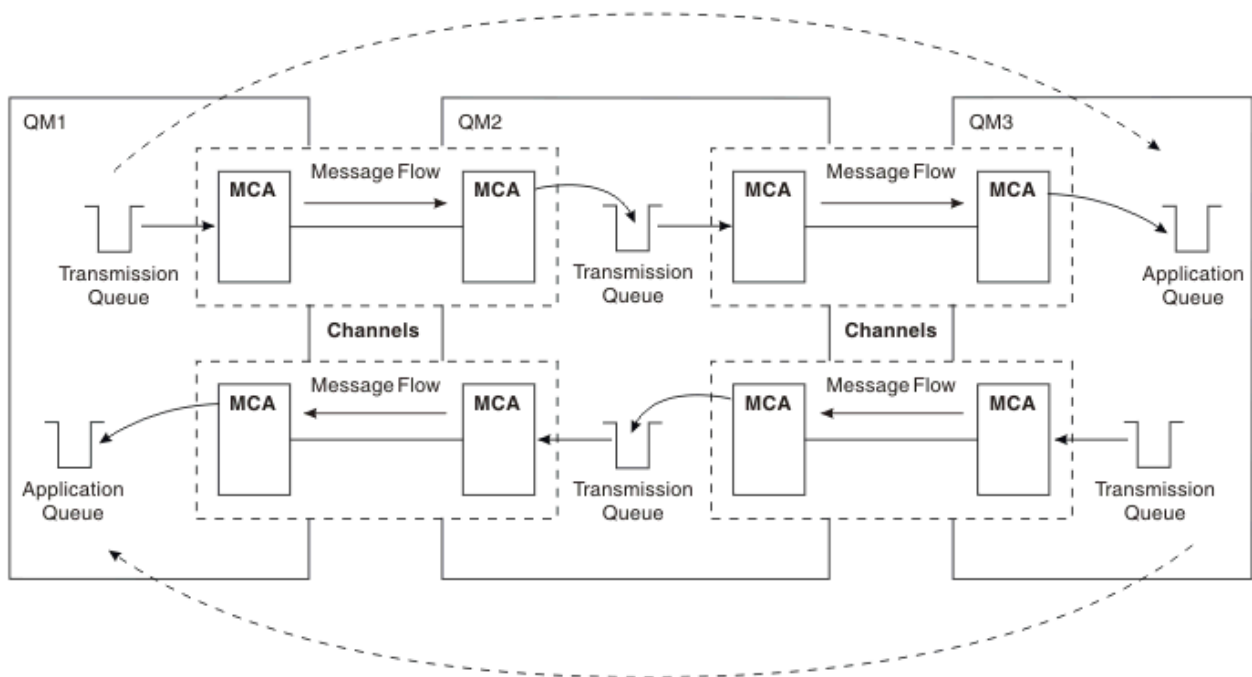 QM1
QM2
QM3
MCA
Message Flow
MCA
MCA
Message Flow
MCA
Transmission
Queue
Transmission
Queue
Application
Queue
Channels
Channels
MCA
Message Flow
MCA
MCA
Message Flow
MCA
Application
Queue
Transmission
Queue
Transmission
Queue